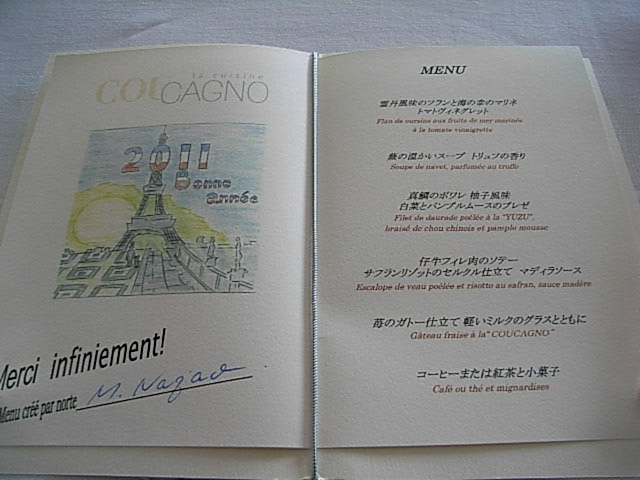 la cuisine
COUCAGNO
2011
Bonne
année
Merci infiniement!
Menu créé par norte
MENU
雲丹風味のフランと海の幸のマリネ
トマトヴィネグレット
Flan de oursins aux fruits de mer marinés
à la tomate vinaigrette
蕪の温かいスープ トリュフの香り
Soupe de navet, parfumée au truffe
真鯛のポワレ 柚子風味
白菜とパンプルムースのブレゼ
Filet de daurade poêlée à la "YUZU",
braisé de chou chinois et pample mousse
仔牛フィレ肉のソテー
サフランリゾットのセルクル仕立て マディラソース
Escalope de veau poêlée et risotto au safran, sauce madère
苺のガトー仕立て 軽いミルクのグラスとともに
Gâteau fraise à la "COUCAGNO"
コーヒーまたは紅茶と小菓子
Café ou thé et mignardises